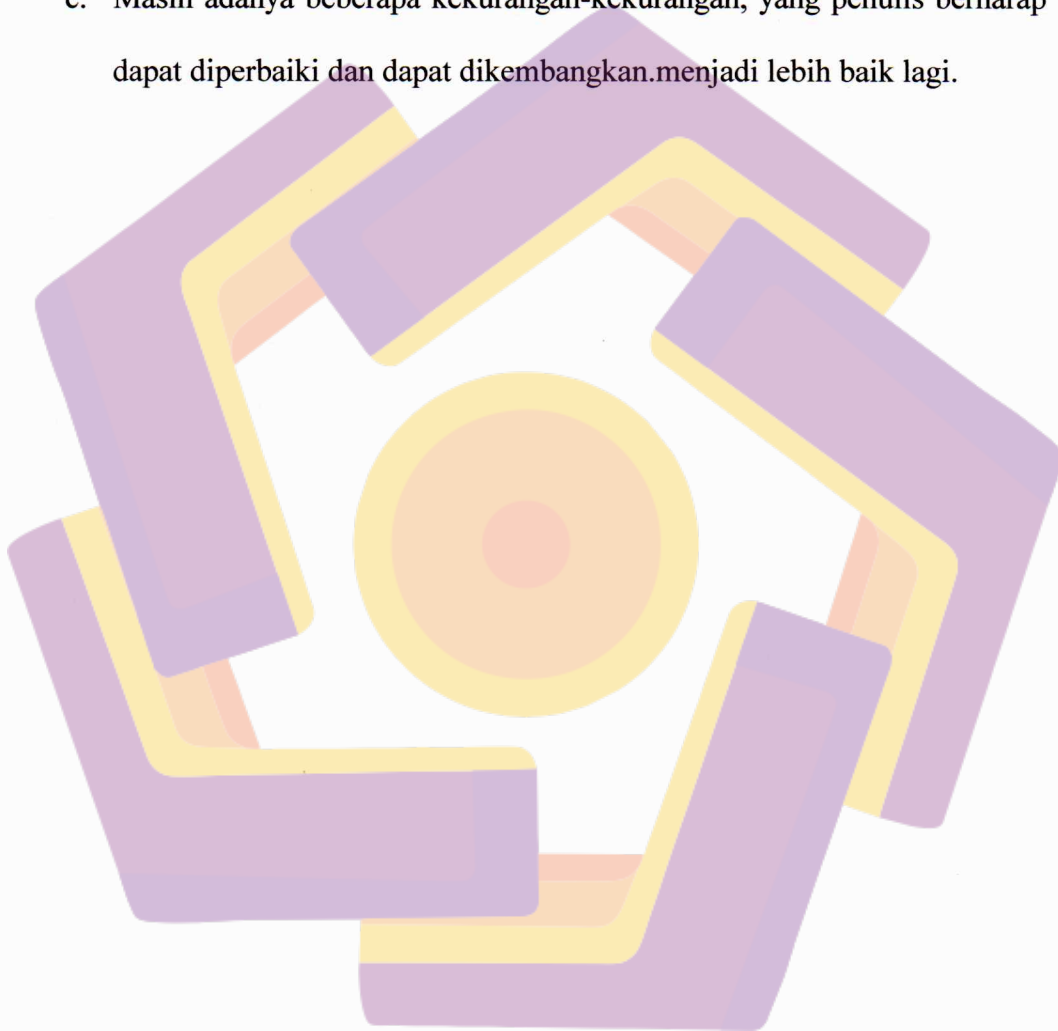 Masih adanya beberapa kekurangan-kekurangan, yang penulis berharap
dapat diperbaiki dan dapat dikembangkan.menjadi lebih baik lagi.